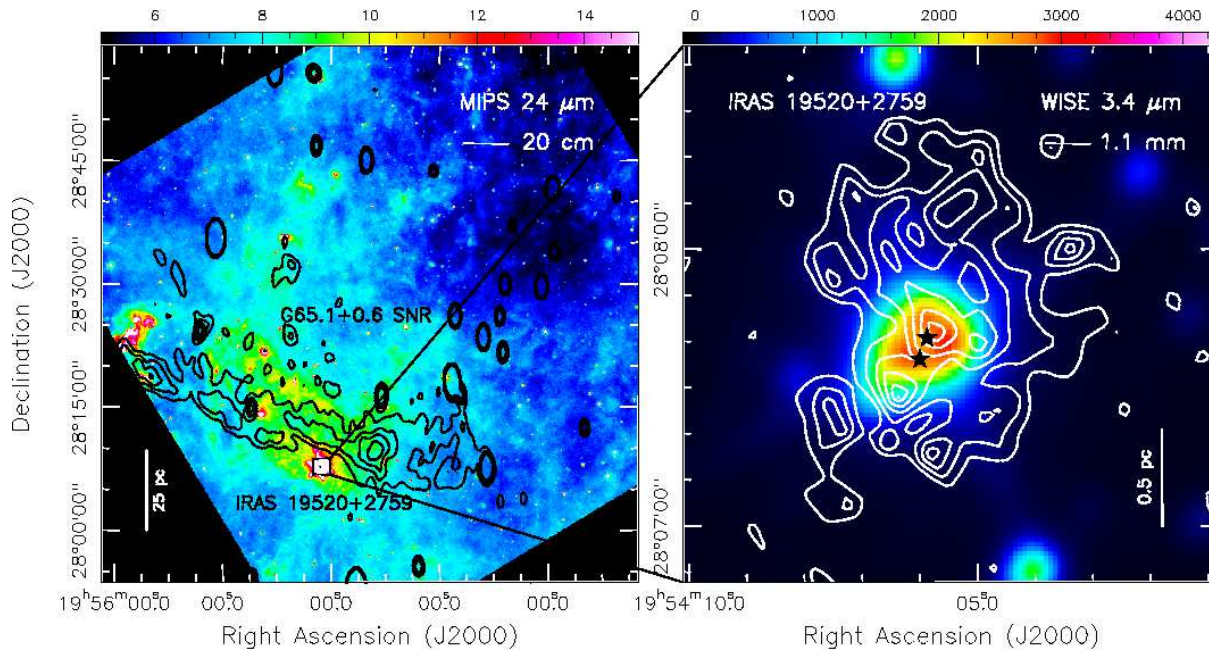 6 8 10 12 14
0 1000 2000 3000 4000
MIPS 24 μm
20 cm
G65.1+0.6 SNR
IRAS 19520+2759
25 pc
28°45'00"
28°30'00"
28°15'00"
28°00'00"
Declination (J2000)
19ʰ56ᵐ00ˢ.0 00ˢ.0 00ˢ.0 00ˢ.0 00ˢ.0
Right Ascension (J2000)
IRAS 19520+2759
WISE 3.4 μm
1.1 mm
0.5 pc
28°08'00"
28°07'00"
19ʰ54ᵐ10ˢ.0 05ˢ.0
Right Ascension (J2000)